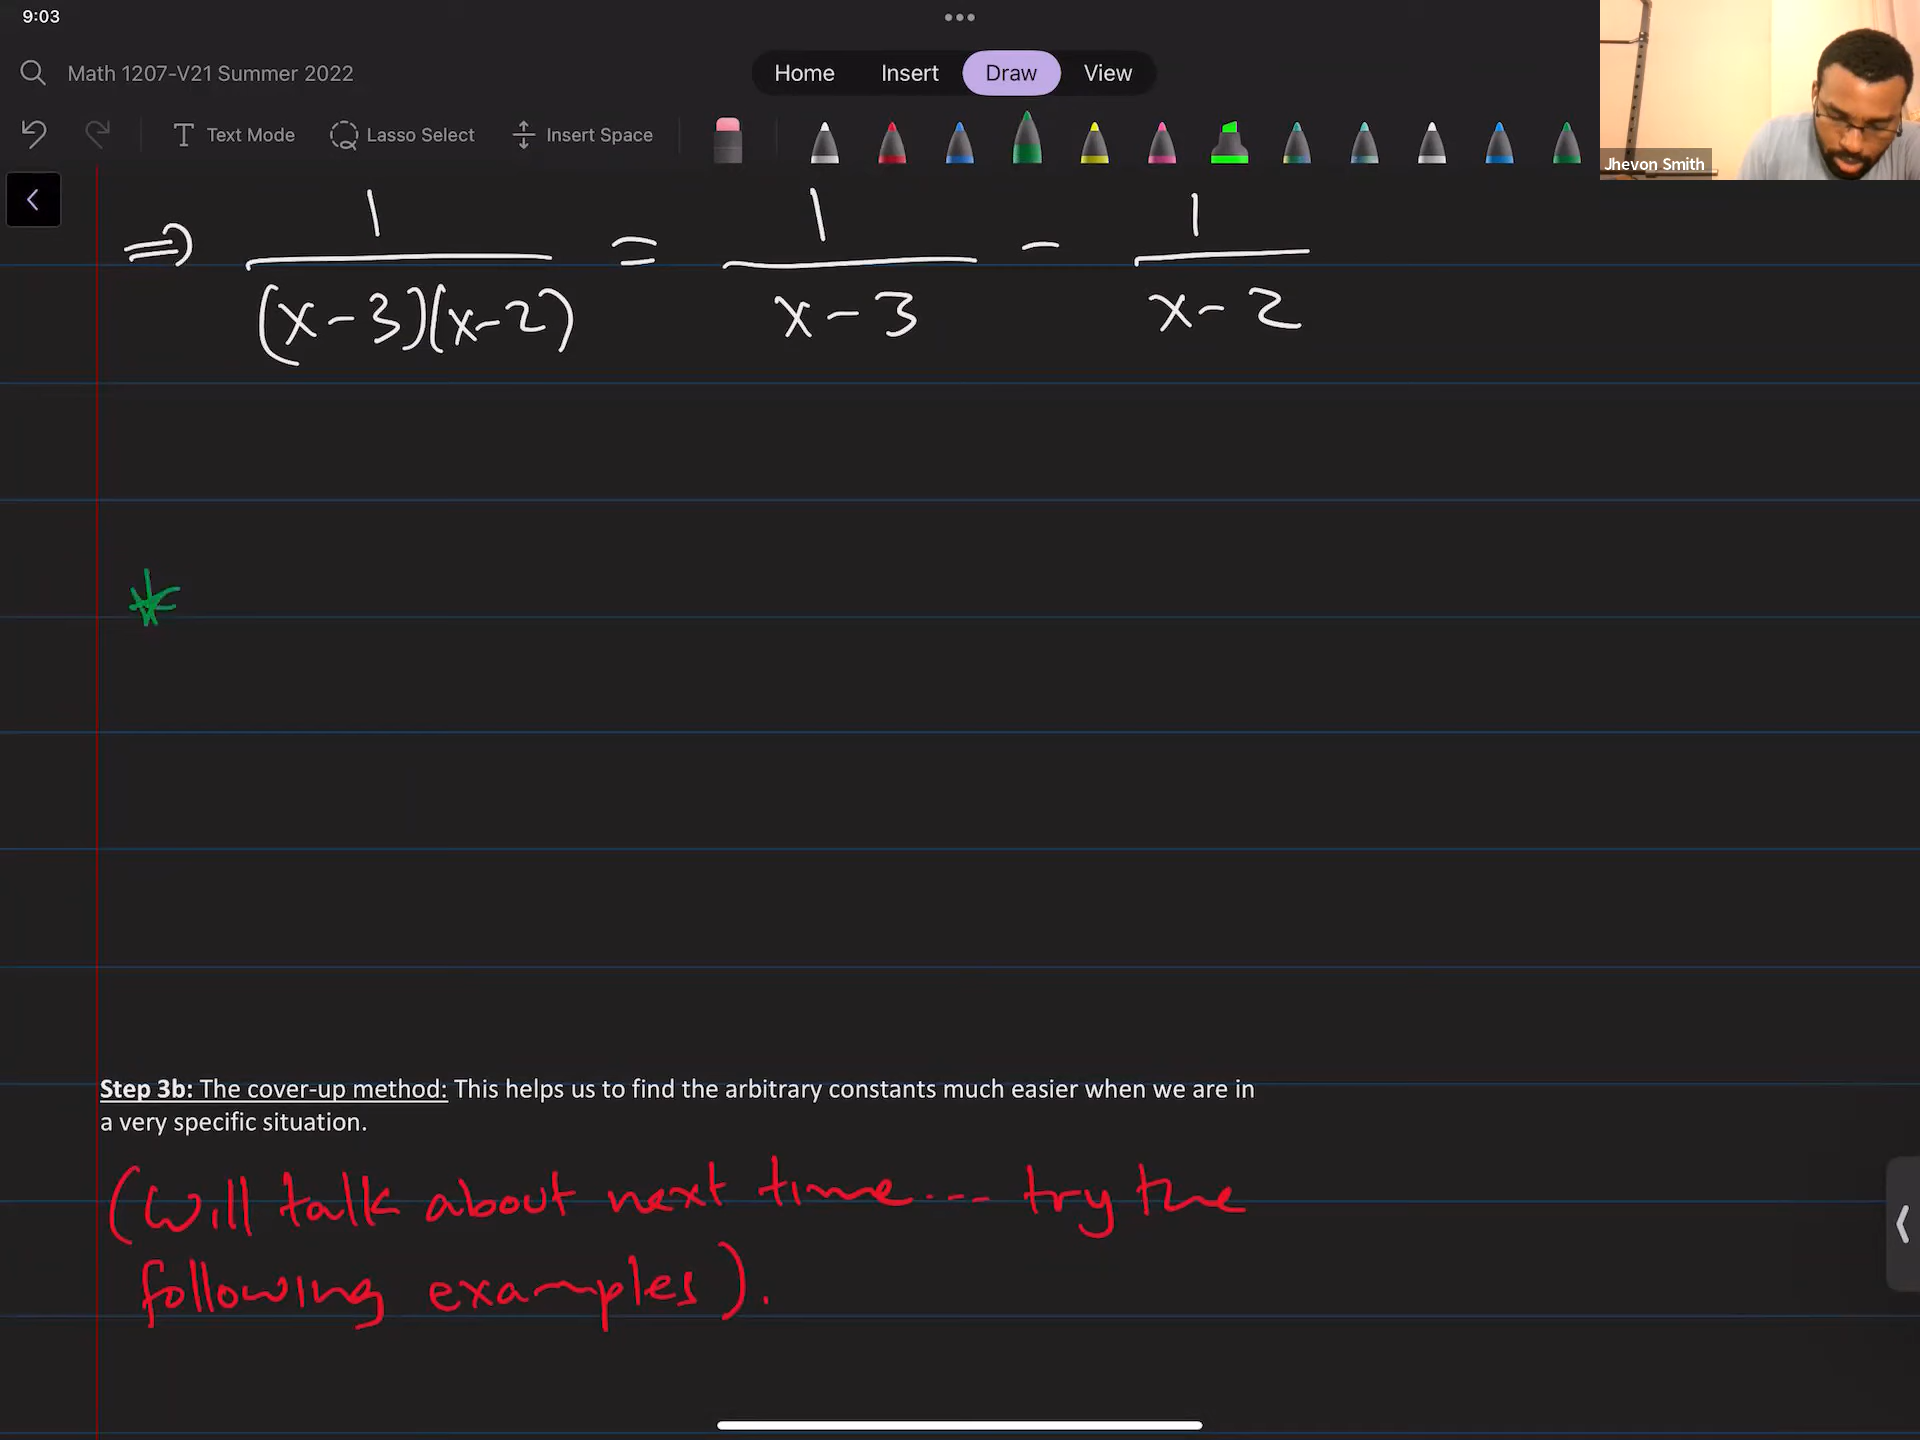 9:03
Math 1207-V21 Summer 2022
Home Insert Draw View
Text Mode Lasso Select Insert Space
Jhevon Smith
⇒ 1/((x-3)(x-2)) = 1/(x-3) - 1/(x-2)
*
Step 3b: The cover-up method: This helps us to find the arbitrary constants much easier when we are in
a very specific situation.
(Will talk about next time... try the
following examples).